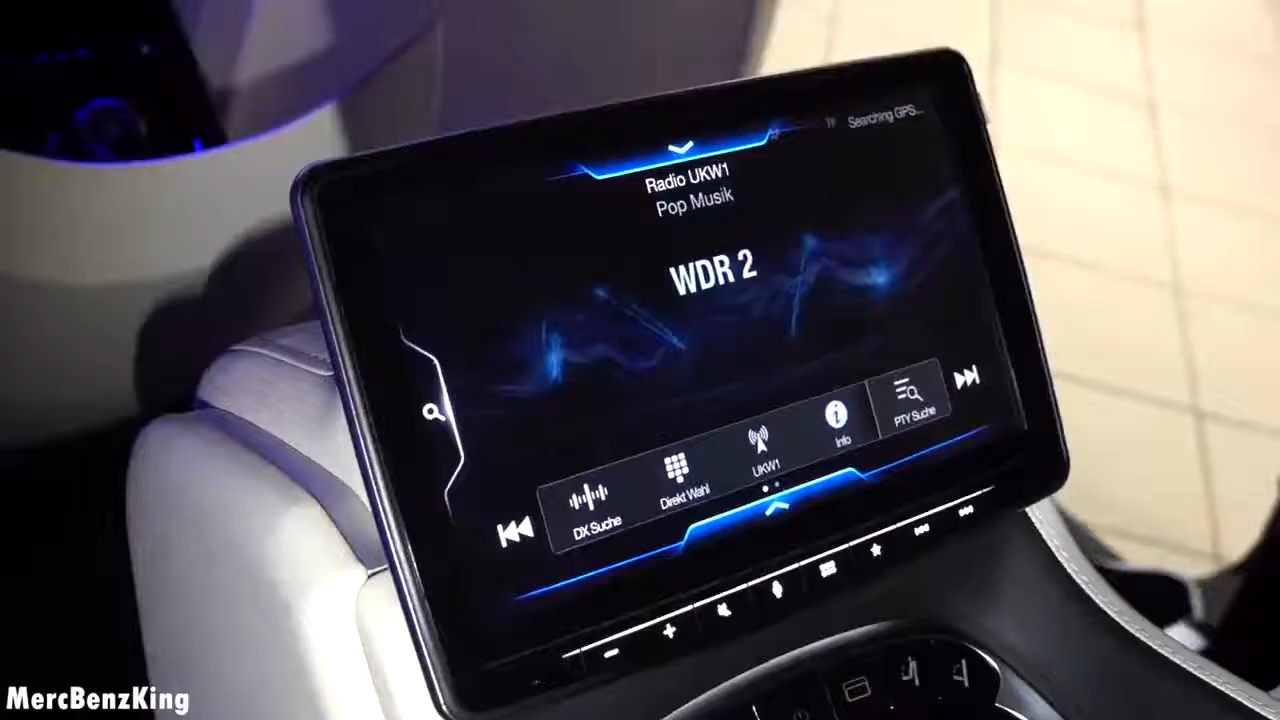 Searching GPS...
Radio UKW1
Pop Musik
WDR 2
DX Suche
Direkt Wahl
UKW1
Info
PTY Suche
MercBenzKing